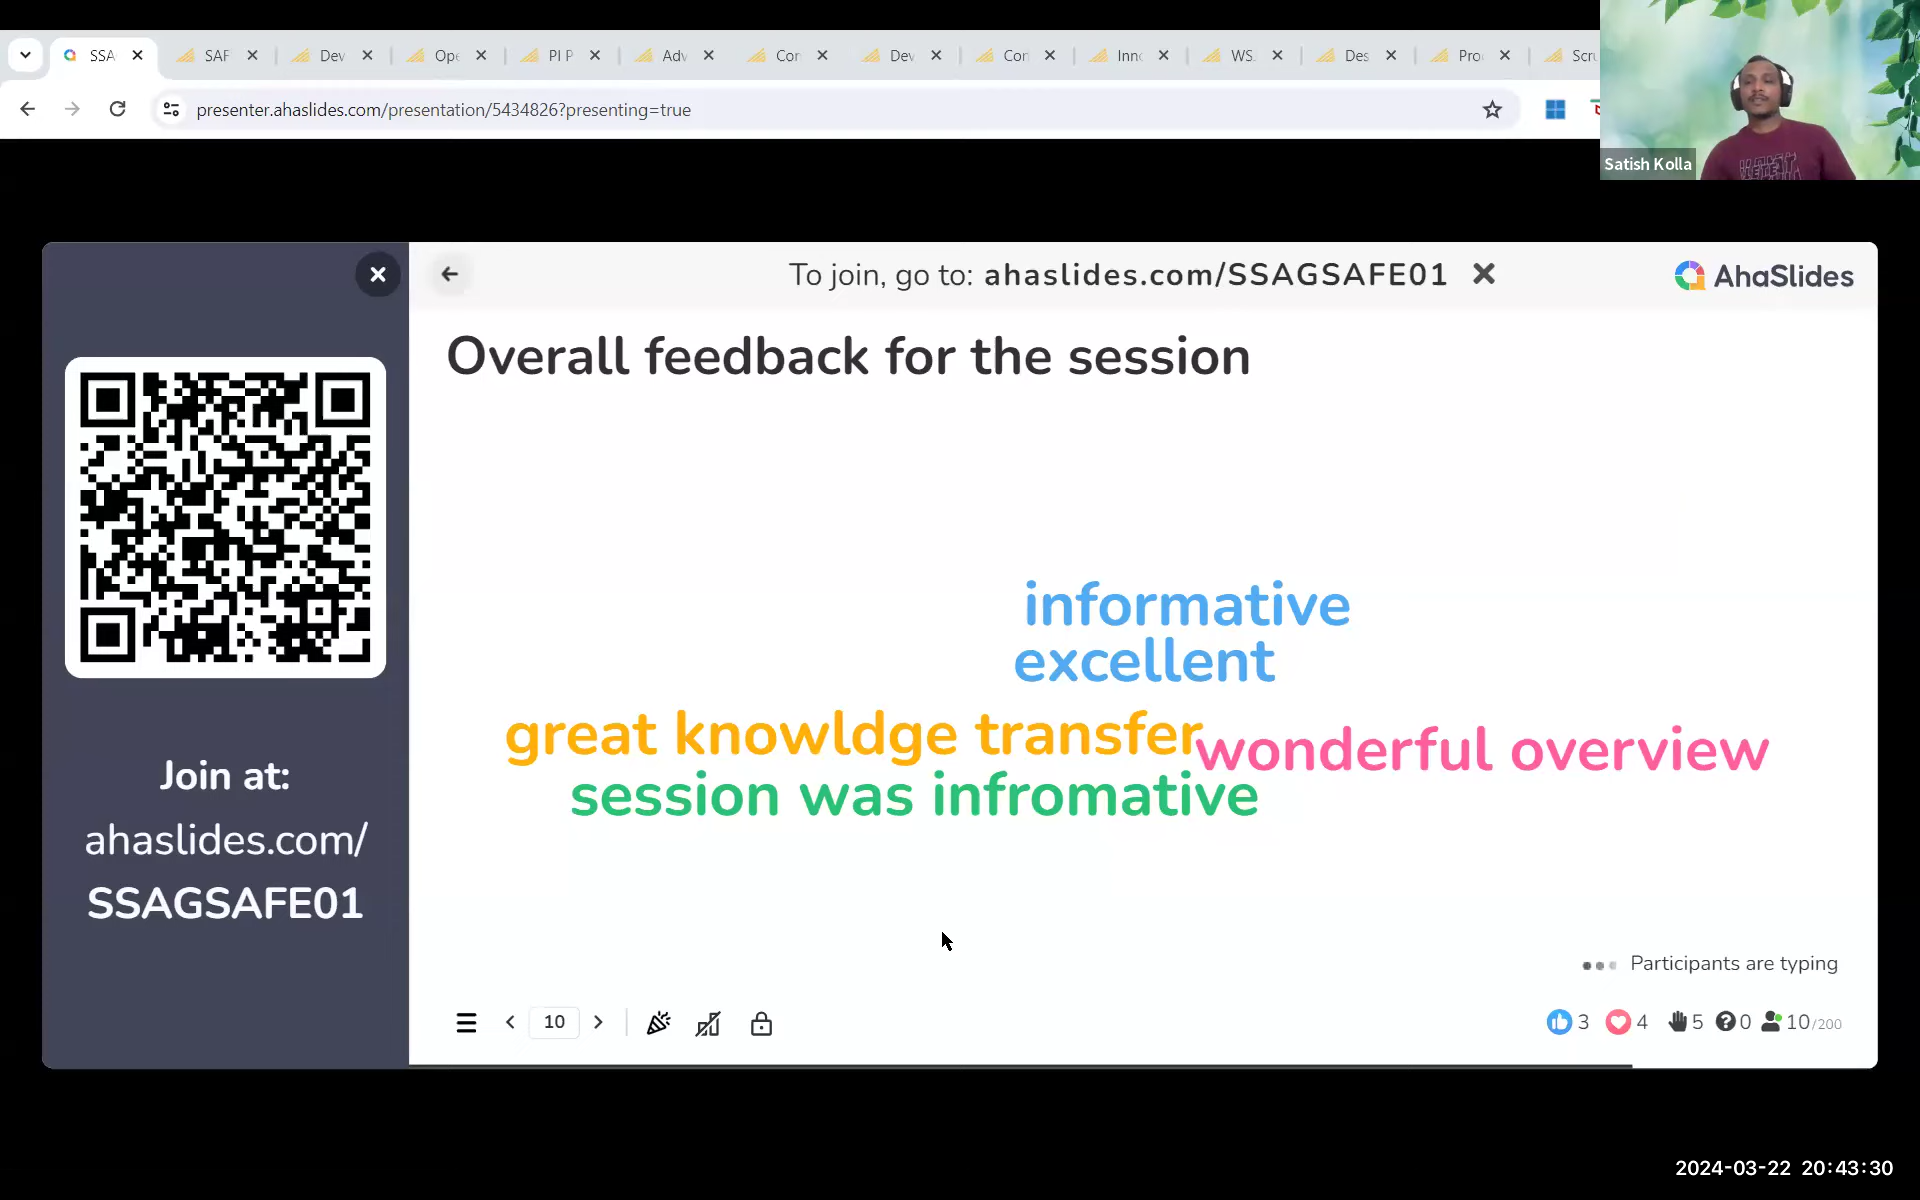 SSA
SAF
Dev
Ope
PI P
Adv
Con
Dev
Con
Inno
WS
Des
Pro
Scru
presenter.ahaslides.com/presentation/5434826?presenting=true
Satish Kolla
To join, go to: ahaslides.com/SSAGSAFE01
AhaSlides
Overall feedback for the session
informative
excellent
great knowldge transfer
wonderful overview
session was infromative
Join at:
ahaslides.com/
SSAGSAFE01
Participants are typing
10
3 4 5 0 10/200
2024-03-22 20:43:30